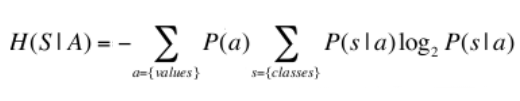 H(S|A) = − ∑ P(a) ∑ P(s|a)log₂ P(s|a)
a={values} s={classes}